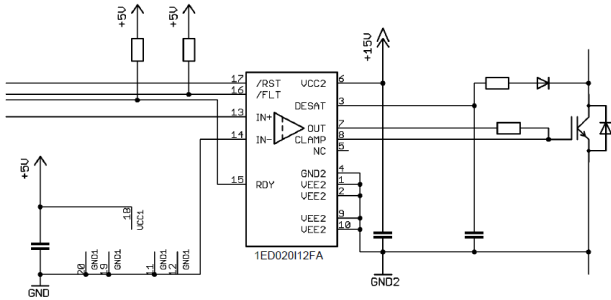 +5V
+5V
+15V
17 /RST VCC2 6
16 /FLT
DESAT 3
13 IN+ OUT 7
14 IN- CLAMP 8
NC 5
GND2 4
15 RDY VEE2 1
VEE2 2
VEE2 9
VEE2 10
1ED020I12FA
+5V
18 VCC1
20 GND1
19 GND1
11 GND1
12 GND1
GND
GND2